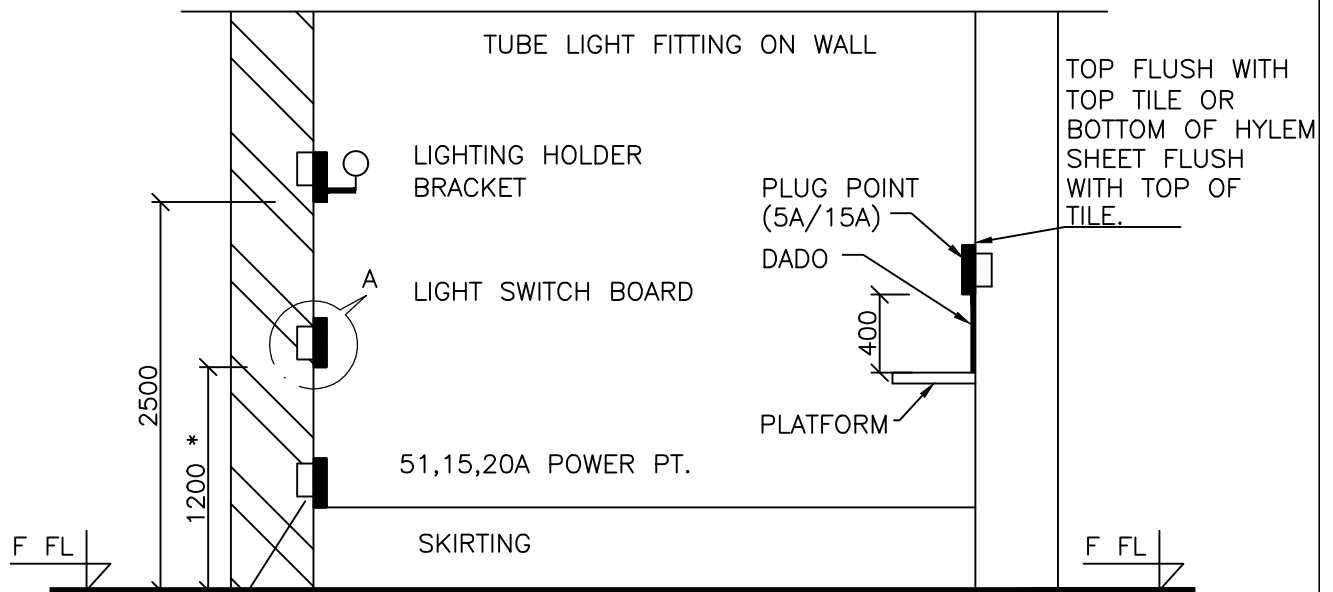 TUBE LIGHT FITTING ON WALL
TOP FLUSH WITH
TOP TILE OR
BOTTOM OF HYLEM
SHEET FLUSH
WITH TOP OF
TILE.
LIGHTING HOLDER
BRACKET
PLUG POINT
(5A/15A)
DADO
A
LIGHT SWITCH BOARD
400
2500
1200 *
PLATFORM
51,15,20A POWER PT.
SKIRTING
F FL
F FL